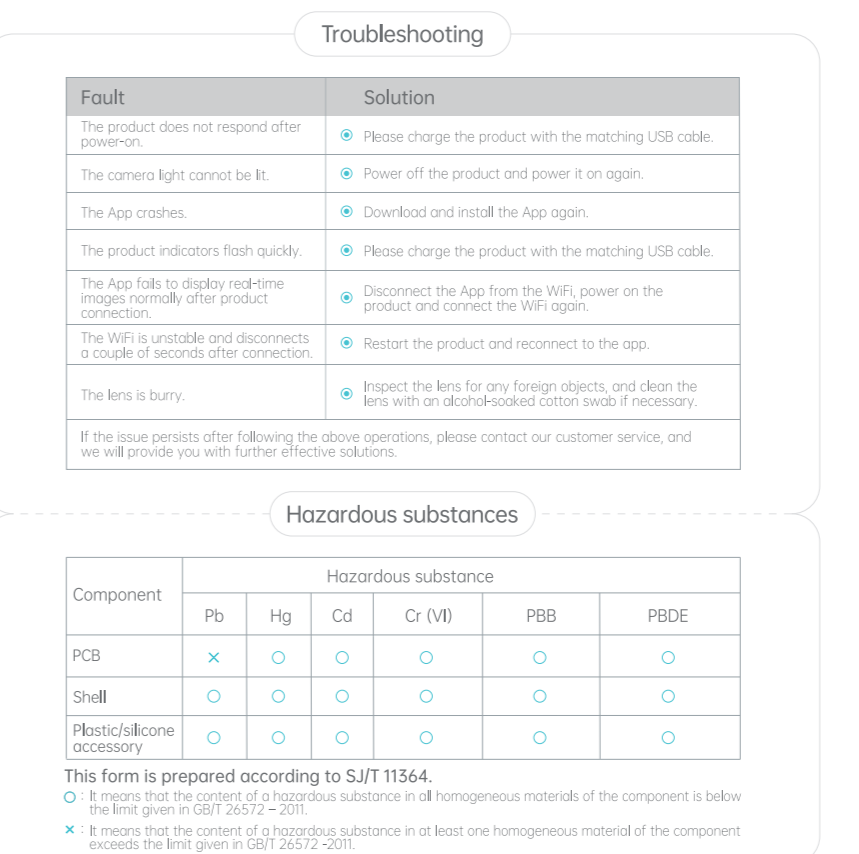 Troubleshooting
Fault Solution
The product does not respond after
power-on.
Please charge the product with the matching USB cable.
The camera light cannot be lit.
Power off the product and power it on again.
The App crashes.
Download and install the App again.
The product indicators flash quickly.
Please charge the product with the matching USB cable.
The App fails to display real-time
images normally after product
connection.
Disconnect the App from the WiFi, power on the
product and connect the WiFi again.
The WiFi is unstable and disconnects
a couple of seconds after connection.
Restart the product and reconnect to the app.
The lens is burry.
Inspect the lens for any foreign objects, and clean the
lens with an alcohol-soaked cotton swab if necessary.
If the issue persists after following the above operations, please contact our customer service, and
we will provide you with further effective solutions.
Hazardous substances
Component
Hazardous substance
Pb Hg Cd Cr (VI) PBB PBDE
PCB × ○ ○ ○ ○ ○
Shell ○ ○ ○ ○ ○ ○
Plastic/silicone
accessory
○ ○ ○ ○ ○ ○
This form is prepared according to SJ/T 11364.
○ : It means that the content of a hazardous substance in all homogeneous materials of the component is below
the limit given in GB/T 26572 – 2011.
× : It means that the content of a hazardous substance in at least one homogeneous material of the component
exceeds the limit given in GB/T 26572 -2011.